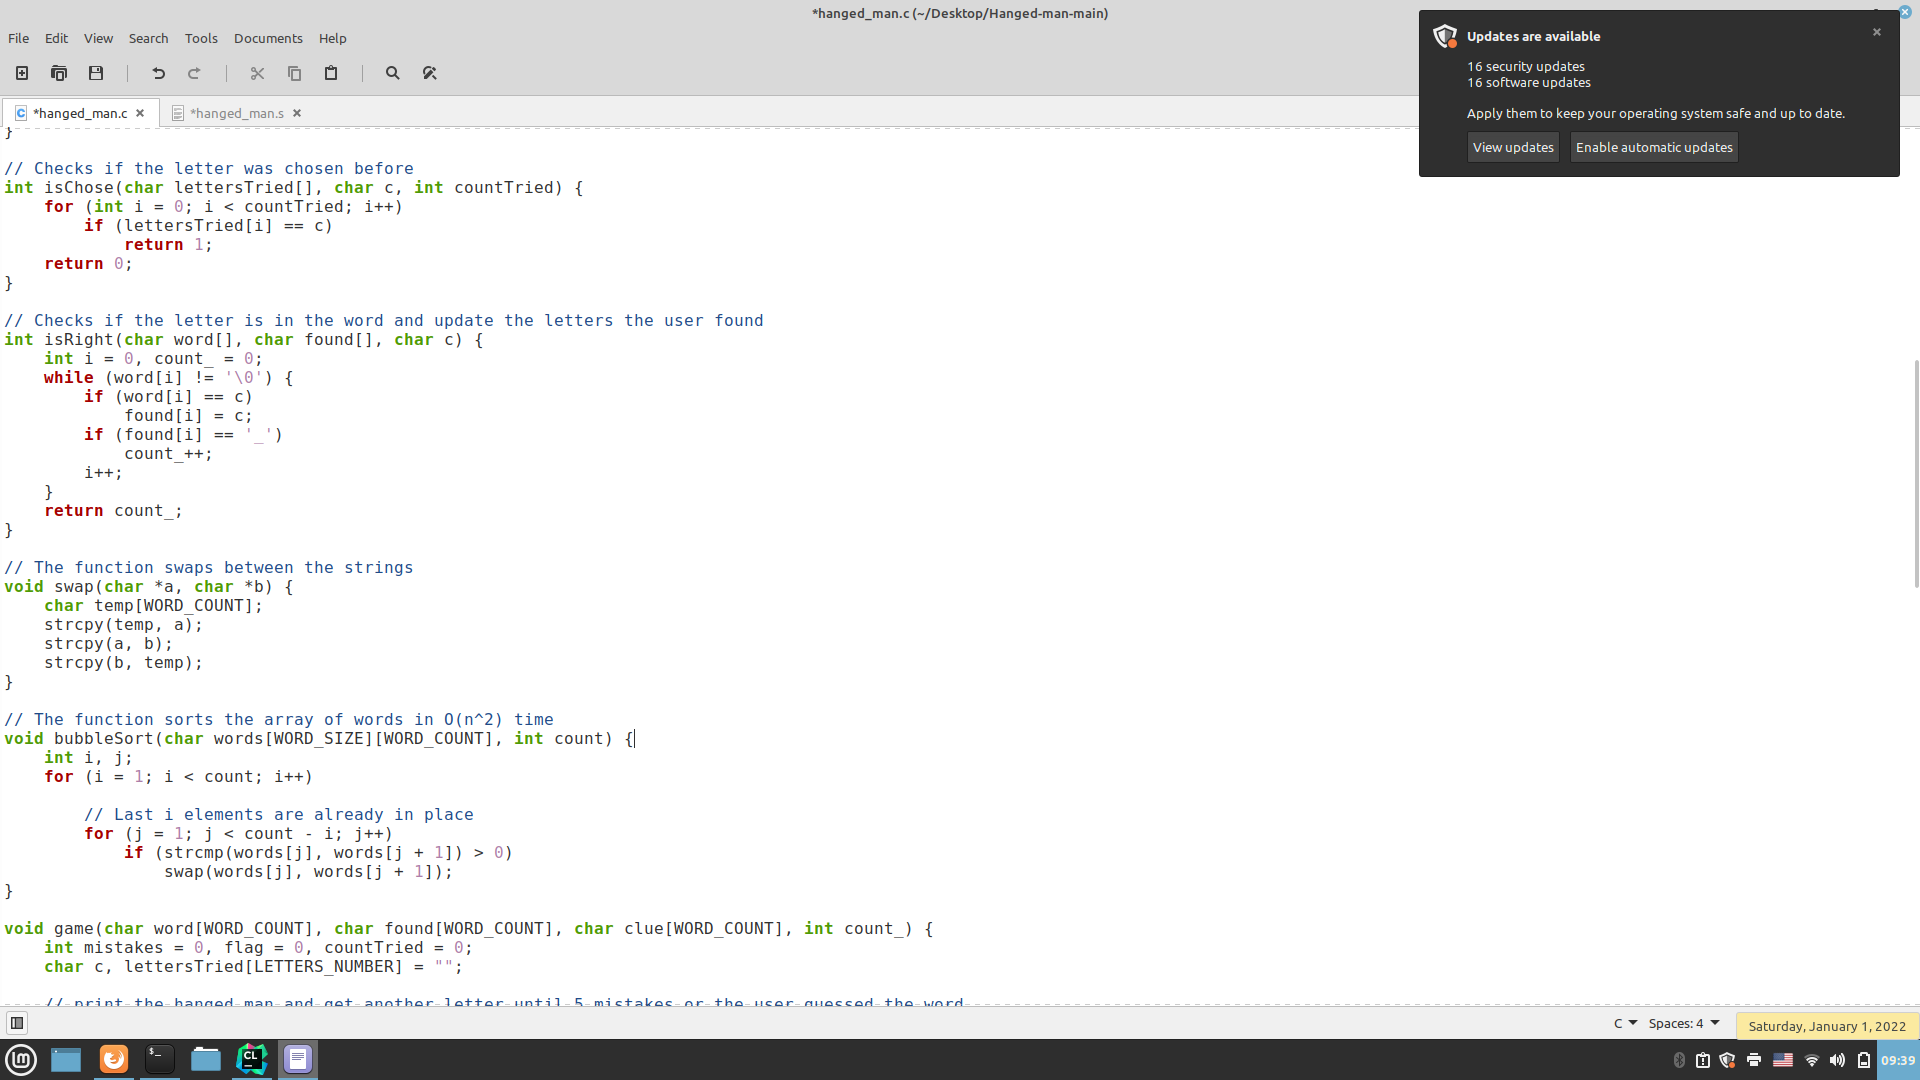 *hanged_man.c (~/Desktop/Hanged-man-main)
File Edit View Search Tools Documents Help
*hanged_man.c
*hanged_man.s
Updates are available
16 security updates
16 software updates
Apply them to keep your operating system safe and up to date.
View updates
Enable automatic updates
}

// Checks if the letter was chosen before
int isChose(char lettersTried[], char c, int countTried) {
    for (int i = 0; i < countTried; i++)
        if (lettersTried[i] == c)
            return 1;
    return 0;
}

// Checks if the letter is in the word and update the letters the user found
int isRight(char word[], char found[], char c) {
    int i = 0, count_ = 0;
    while (word[i] != '\0') {
        if (word[i] == c)
            found[i] = c;
        if (found[i] == '_')
            count_++;
        i++;
    }
    return count_;
}

// The function swaps between the strings
void swap(char *a, char *b) {
    char temp[WORD_COUNT];
    strcpy(temp, a);
    strcpy(a, b);
    strcpy(b, temp);
}

// The function sorts the array of words in O(n^2) time
void bubbleSort(char words[WORD_SIZE][WORD_COUNT], int count) {
    int i, j;
    for (i = 1; i < count; i++)

        // Last i elements are already in place
        for (j = 1; j < count - i; j++)
            if (strcmp(words[j], words[j + 1]) > 0)
                swap(words[j], words[j + 1]);
}

void game(char word[WORD_COUNT], char found[WORD_COUNT], char clue[WORD_COUNT], int count_) {
    int mistakes = 0, flag = 0, countTried = 0;
    char c, lettersTried[LETTERS_NUMBER] = "";

    // print the hanged man and get another letter until 5 mistakes or the user guessed the word
C
Spaces: 4
Saturday, January 1, 2022
CL
09:39